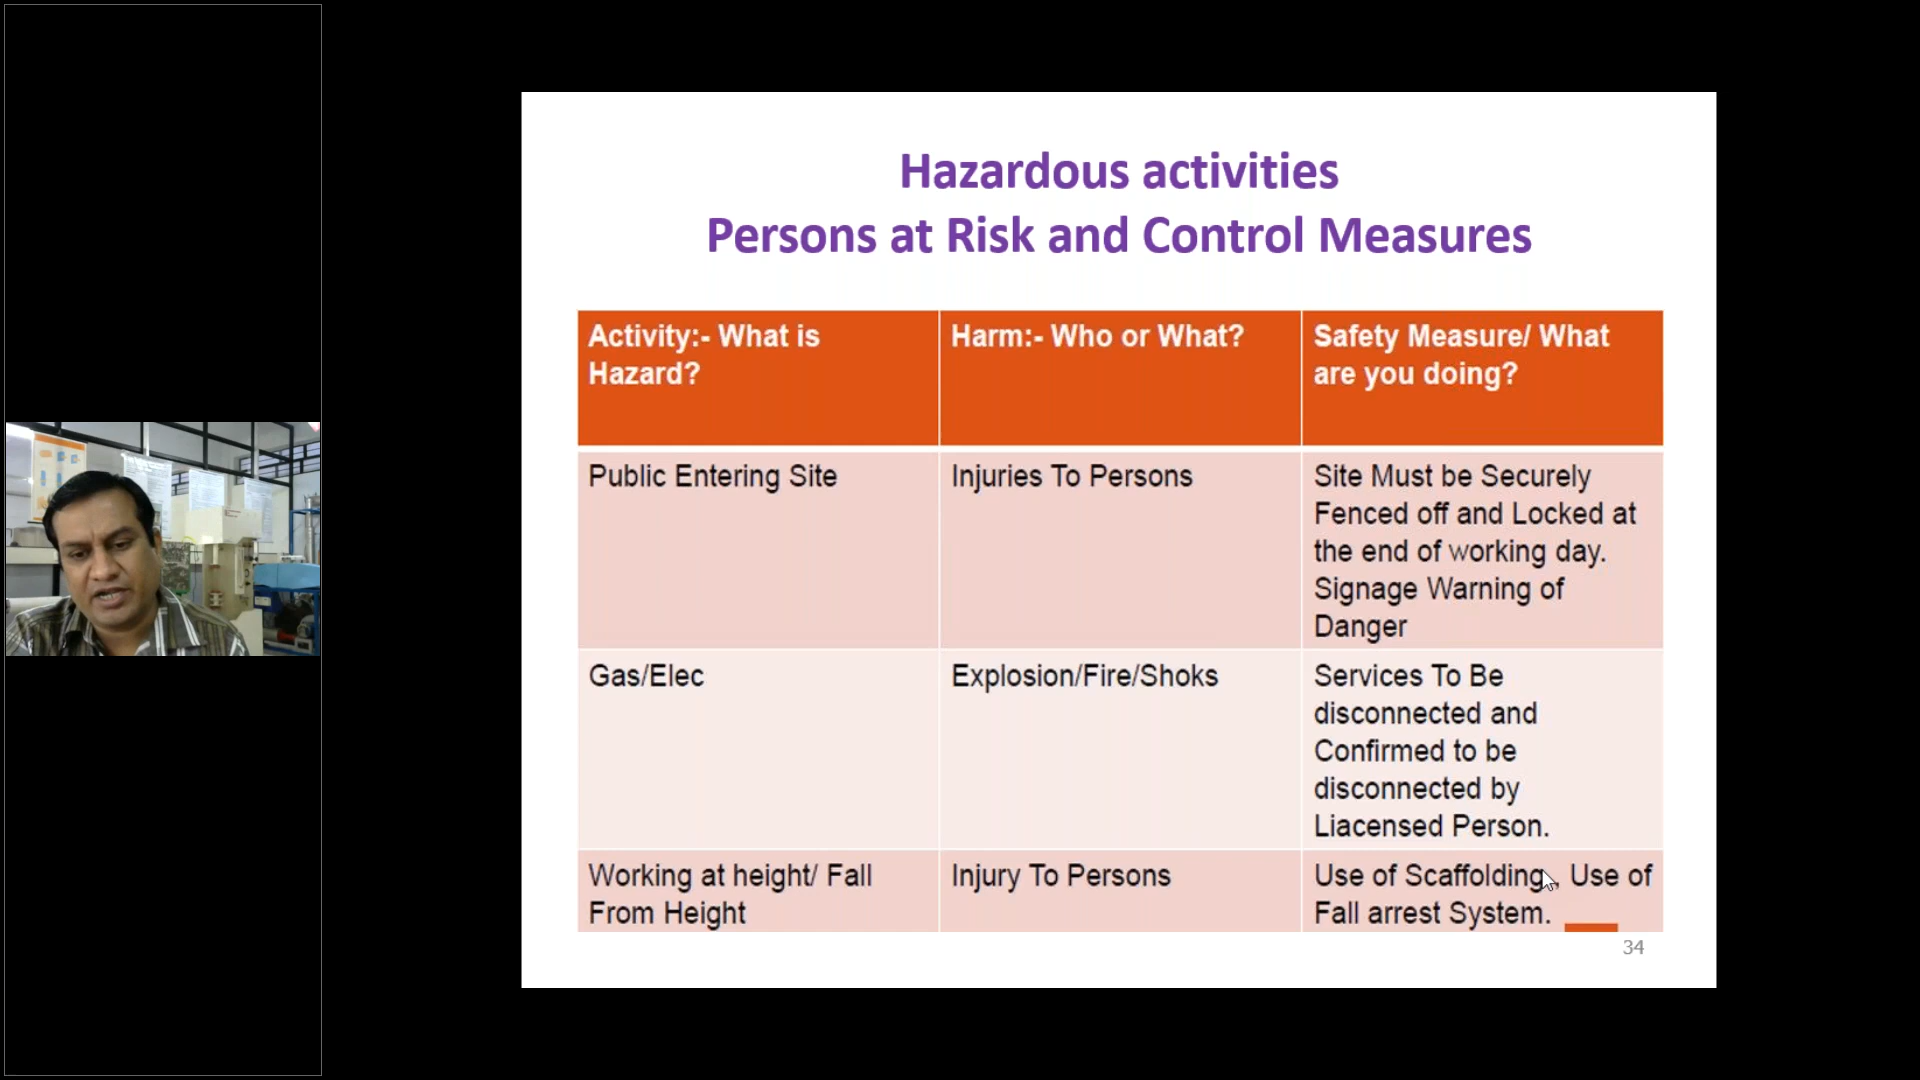 Hazardous activities
Persons at Risk and Control Measures
Activity:- What is
Hazard?
Harm:- Who or What?
Safety Measure/ What
are you doing?
Public Entering Site
Injuries To Persons
Site Must be Securely
Fenced off and Locked at
the end of working day.
Signage Warning of
Danger
Gas/Elec
Explosion/Fire/Shoks
Services To Be
disconnected and
Confirmed to be
disconnected by
Liacensed Person.
Working at height/ Fall
From Height
Injury To Persons
Use of Scaffolding, Use of
Fall arrest System.
34